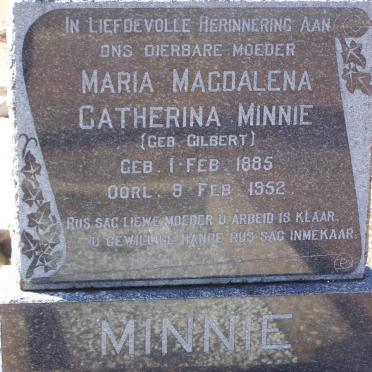 IN LIEFDEVOLLE HERINNERING AAN
ONS DIERBARE MOEDER
MARIA MAGDALENA
CATHERINA MINNIE
(GEB. GILBERT)
GEB. 1 FEB. 1885
OORL. 9 FEB. 1952
RUS SAG LIEWE MOEDER U ARBEID IS KLAAR.
U GEWILLIGE HANDE RUS SAG INMEKAAR.
MINNIE